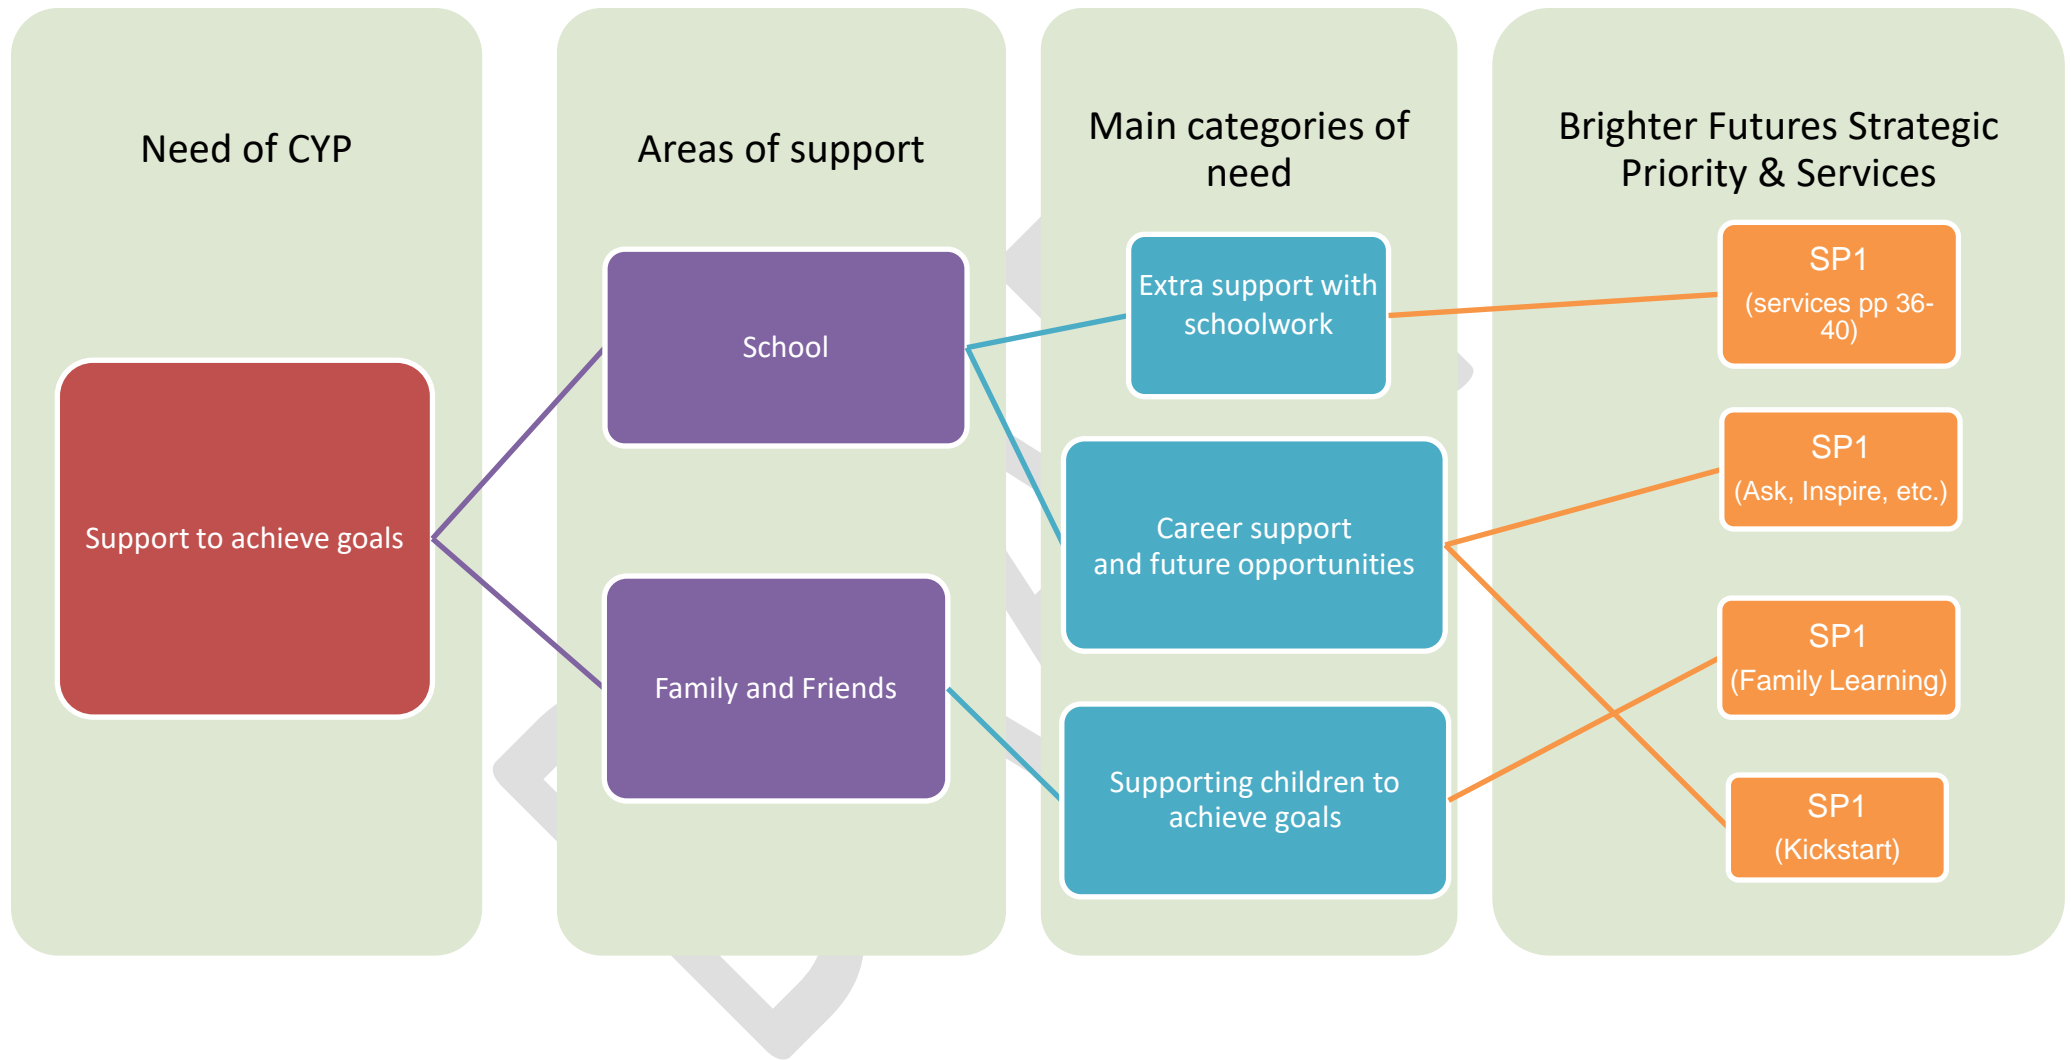 Need of CYP
Support to achieve goals
Areas of support
School
Family and Friends
Main categories of
need
Extra support with
schoolwork
Career support
and future opportunities
Supporting children to
achieve goals
Brighter Futures Strategic
Priority & Services
SP1
(services pp 36-
40)
SP1
(Ask, Inspire, etc.)
SP1
(Family Learning)
SP1
(Kickstart)